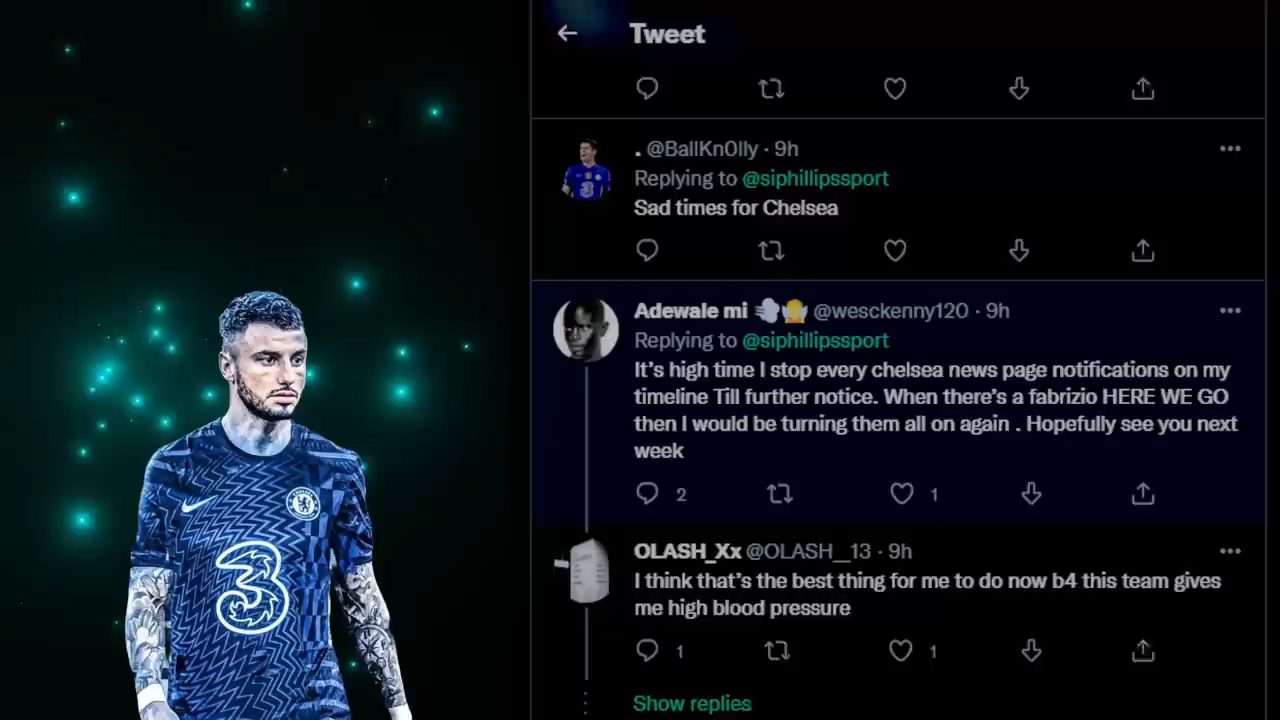 Tweet
. @BallKn0lly · 9h
Replying to @siphillipssport
Sad times for Chelsea
Adewale mi @wesckenny120 · 9h
Replying to @siphillipssport
It's high time I stop every chelsea news page notifications on my
timeline Till further notice. When there's a fabrizio HERE WE GO
then I would be turning them all on again . Hopefully see you next
week
2
1
OLASH_Xx @OLASH__13 · 9h
I think that's the best thing for me to do now b4 this team gives
me high blood pressure
1
1
Show replies
3